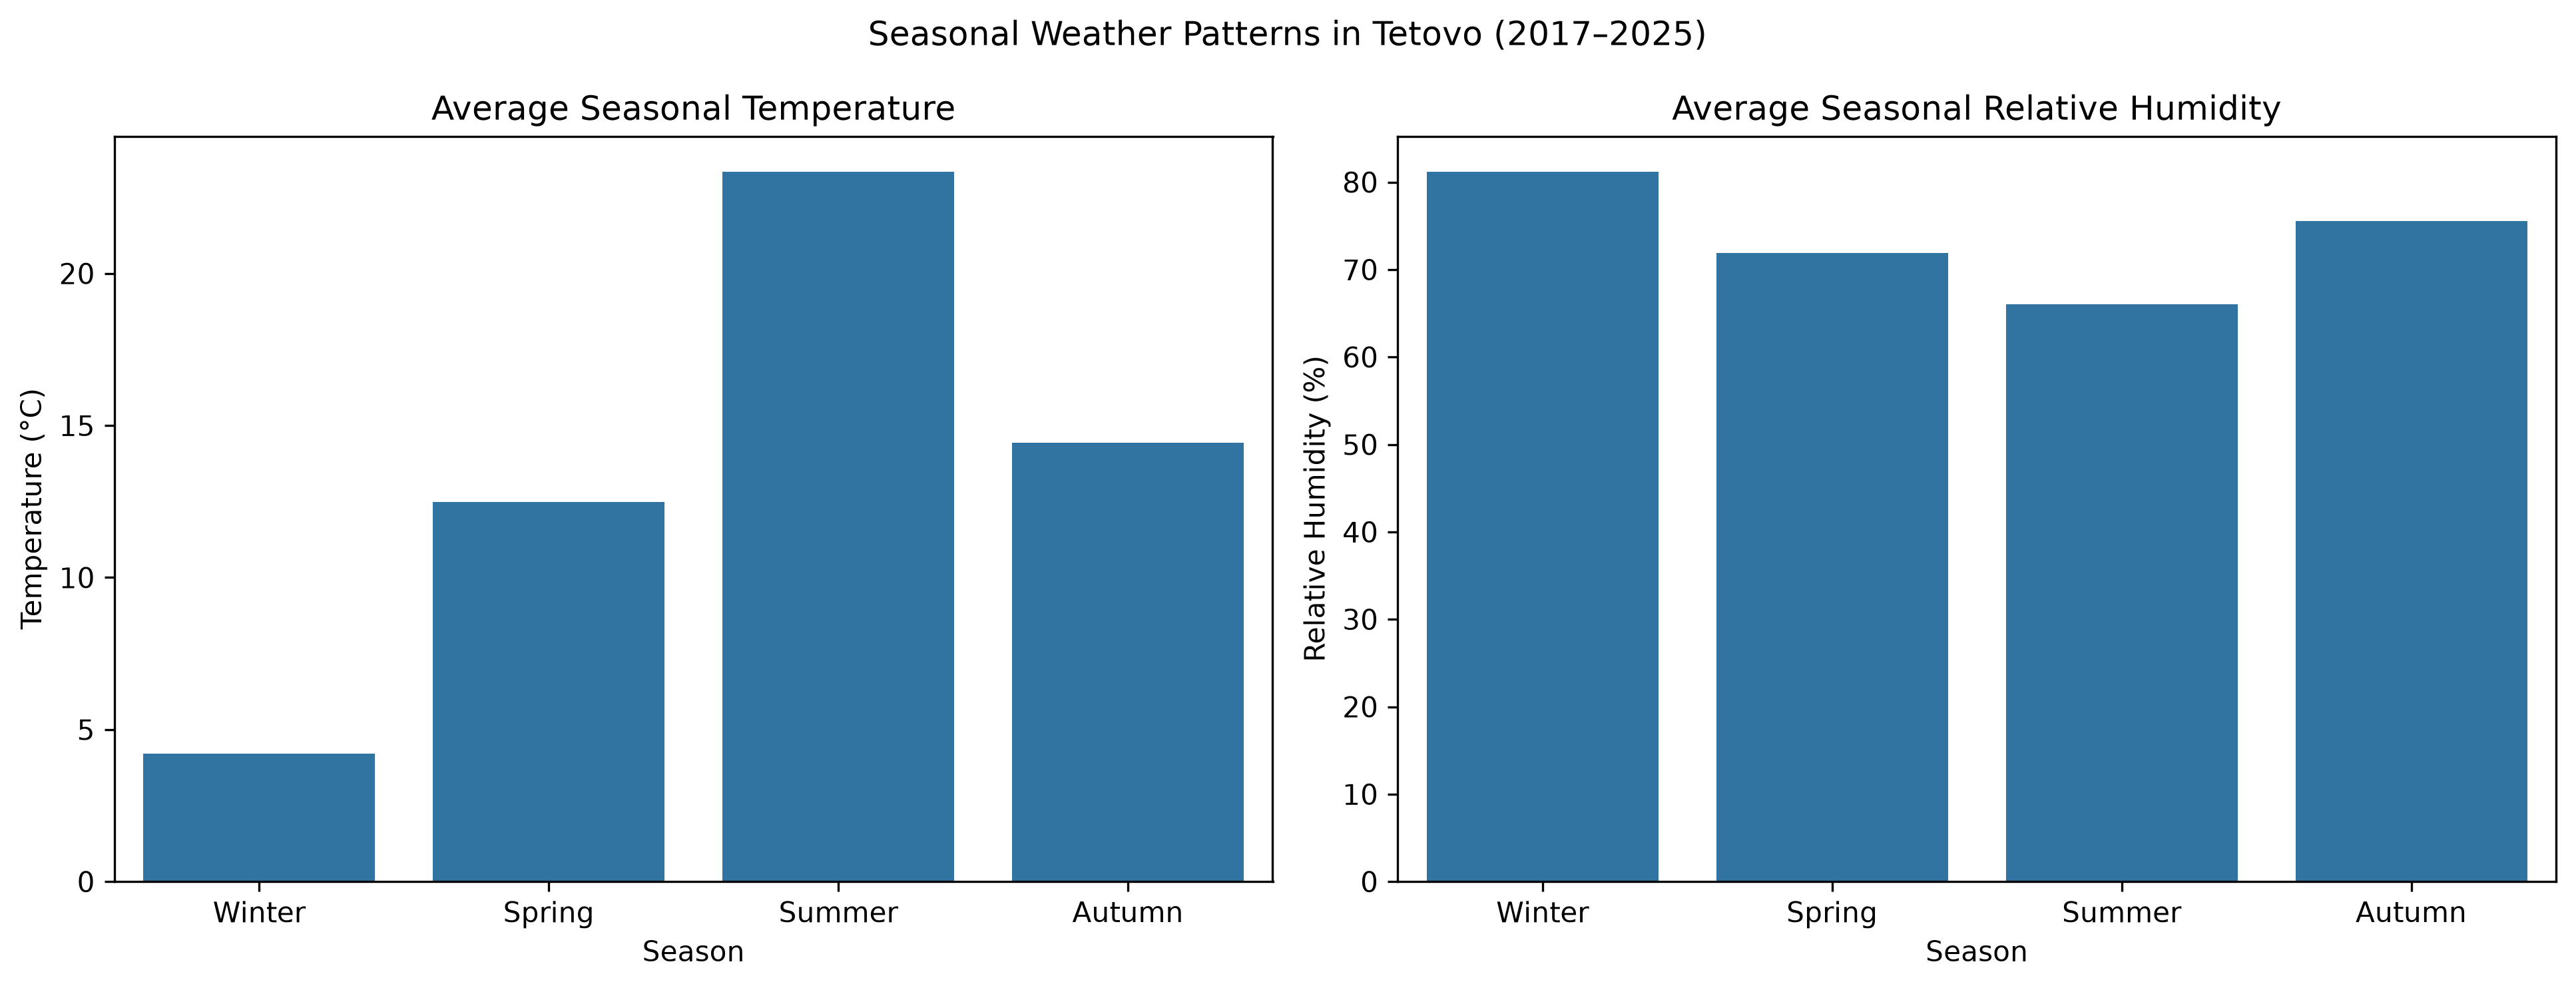 Seasonal Weather Patterns in Tetovo (2017–2025)
Average Seasonal Temperature
Temperature (°C)
20
15
10
5
0
Winter Spring Summer Autumn
Season
Average Seasonal Relative Humidity
Relative Humidity (%)
80
70
60
50
40
30
20
10
0
Winter Spring Summer Autumn
Season